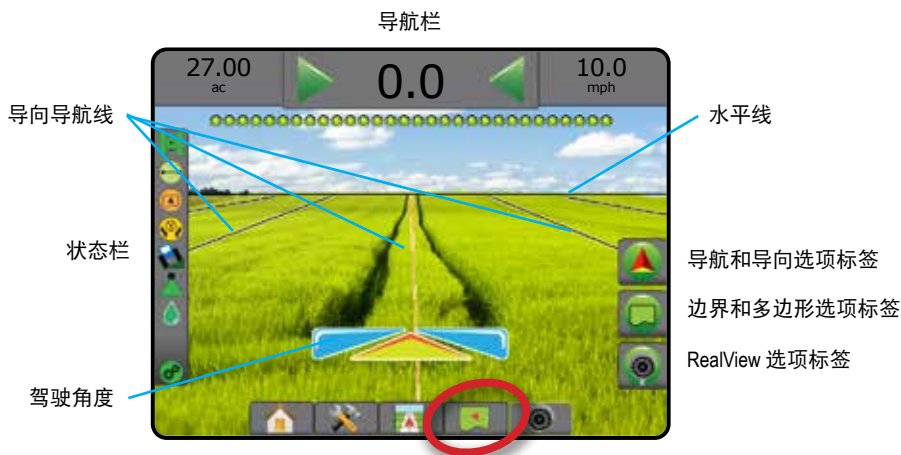 导航栏
27.00
ac
0.0
10.0
mph
导向导航线
水平线
状态栏
导航和导向选项标签
边界和多边形选项标签
RealView 选项标签
驾驶角度